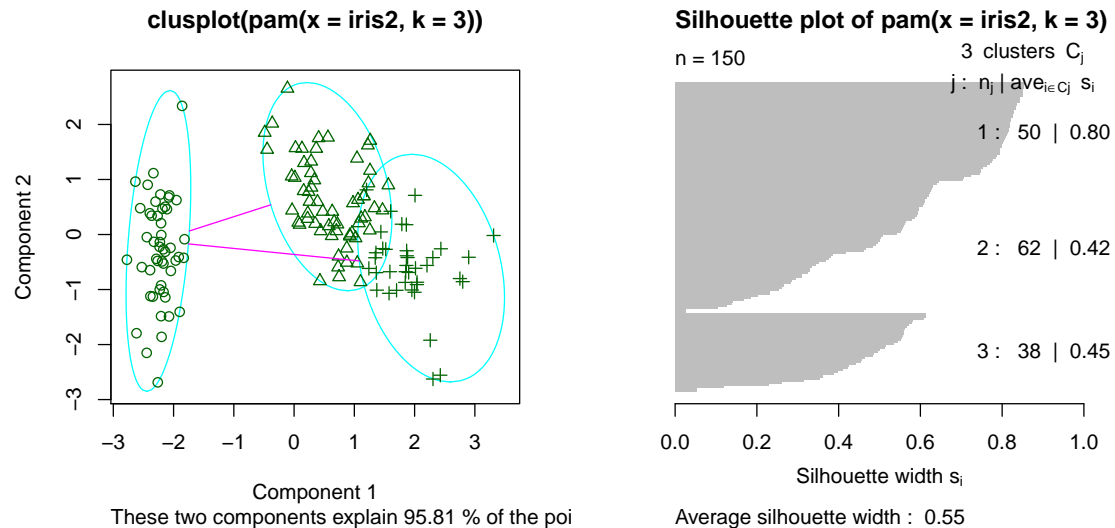 clusplot(pam(x = iris2, k = 3))
Component 2
2
1
0
−1
−2
−3
−3 −2 −1 0 1 2 3
Component 1
These two components explain 95.81 % of the poi
Silhouette plot of pam(x = iris2, k = 3)
n = 150
3 clusters Cj
j : nj | avei∈Cj si
1 : 50 | 0.80
2 : 62 | 0.42
3 : 38 | 0.45
0.0 0.2 0.4 0.6 0.8 1.0
Silhouette width si
Average silhouette width : 0.55